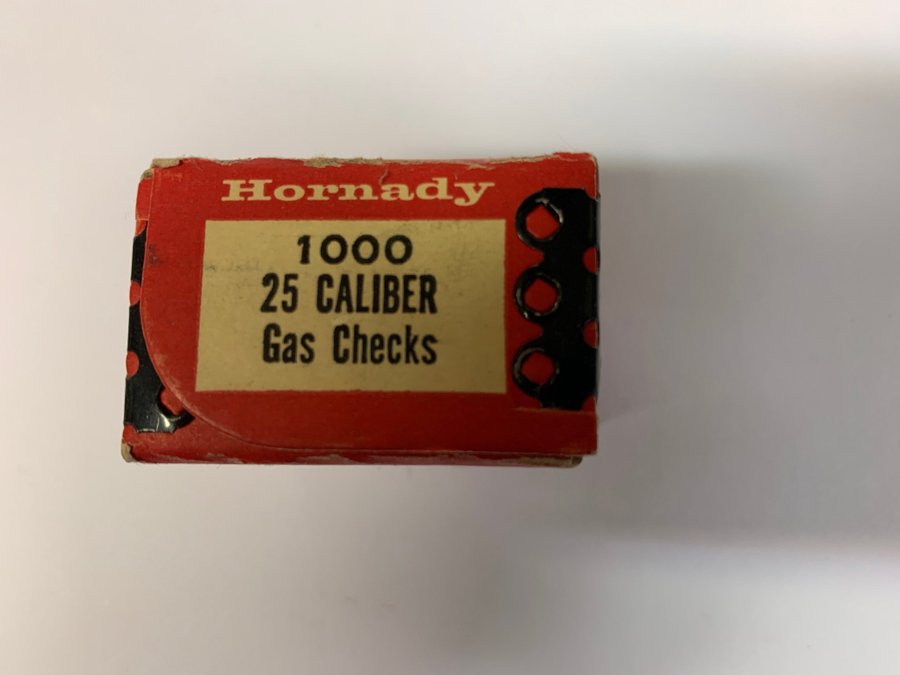 Hornady
1000
25 CALIBER
Gas Checks